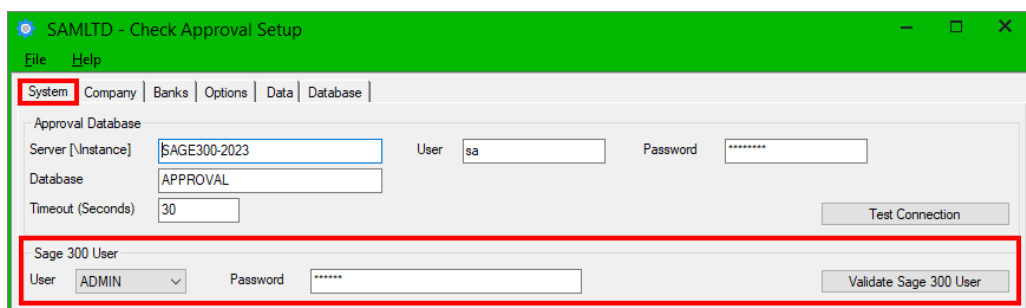 SAMLTD - Check Approval Setup
File Help
System Company Banks Options Data Database
Approval Database
Server [\Instance] SAGE300-2023 User sa Password ********
Database APPROVAL
Timeout (Seconds) 30 Test Connection
Sage 300 User
User ADMIN Password ****** Validate Sage 300 User